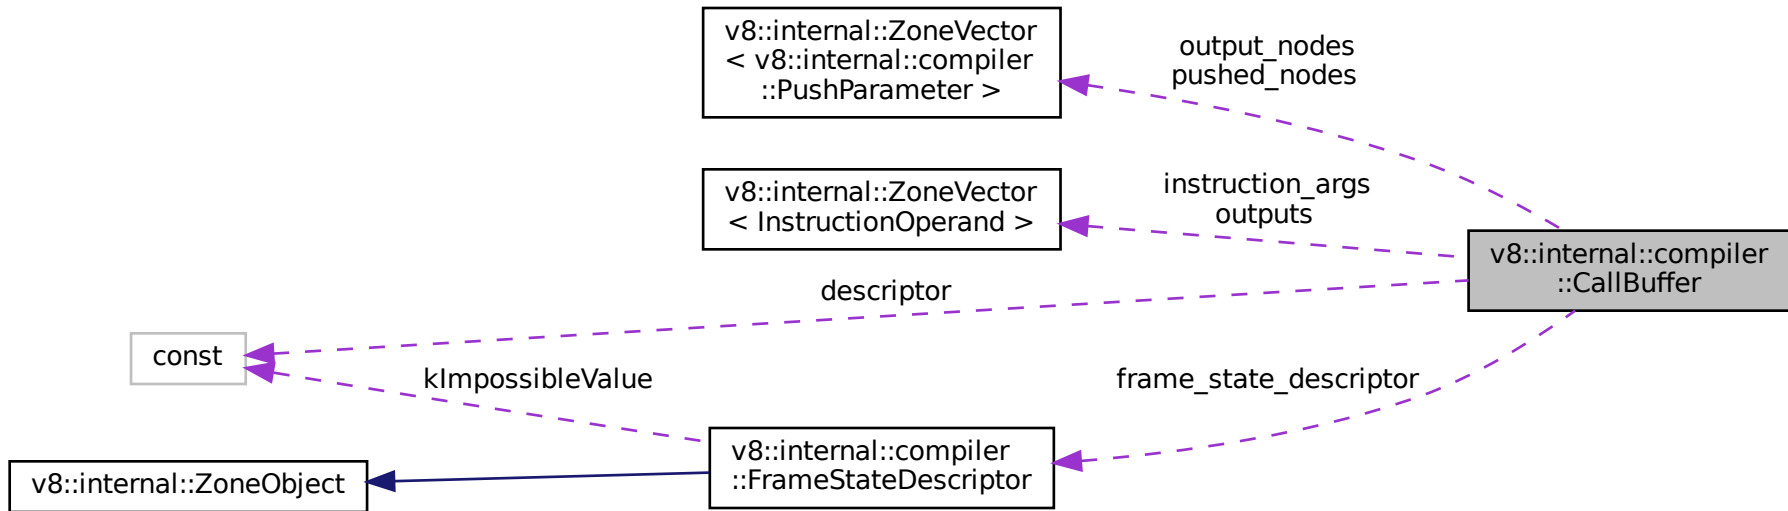 v8::internal::ZoneVector
< v8::internal::compiler
::PushParameter >
output_nodes
pushed_nodes
v8::internal::ZoneVector
< InstructionOperand >
instruction_args
outputs
v8::internal::compiler
::CallBuffer
descriptor
const
kImpossibleValue
frame_state_descriptor
v8::internal::compiler
::FrameStateDescriptor
v8::internal::ZoneObject